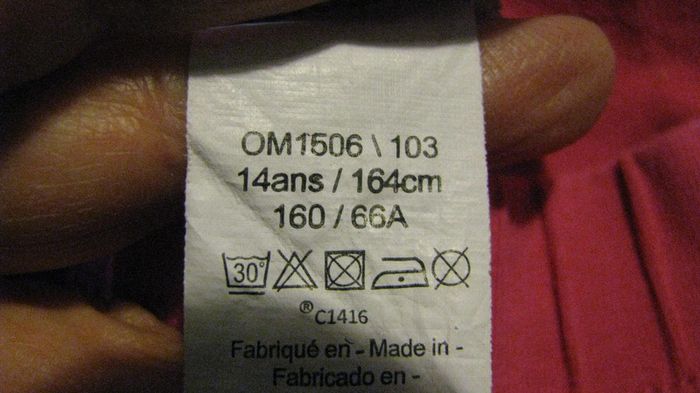 OM1506 \ 103
14ans / 164cm
160 / 66A
30°
®C1416
Fabriqué en - Made in -
Fabricado en -